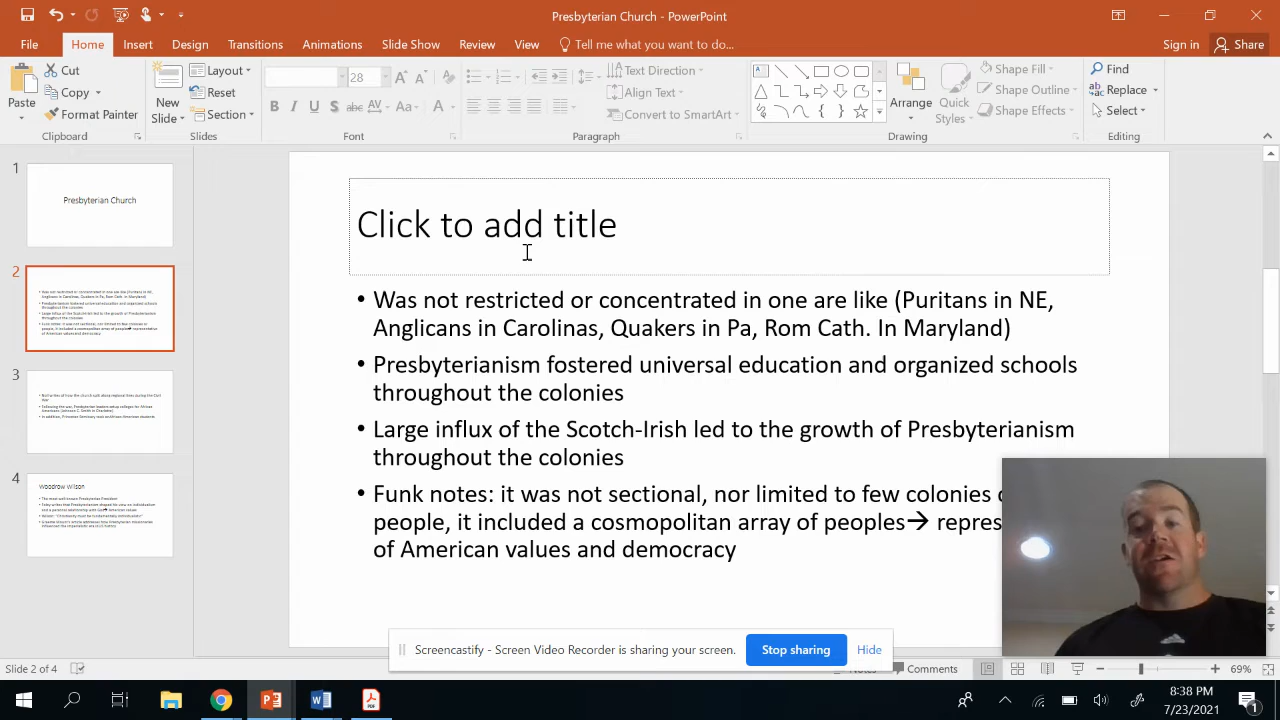 Presbyterian Church - PowerPoint
File Home Insert Design Transitions Animations Slide Show Review View Tell me what you want to do... Sign in Share
Paste Cut Copy Format Painter
Clipboard
New Slide Layout Reset Section
Slides
28
B I U S abc AV Aa A
Font
Text Direction
Align Text
Convert to SmartArt
Paragraph
Arrange Quick Styles Shape Fill Shape Outline Shape Effects
Drawing
Find
Replace
Select
Editing
1
Presbyterian Church
2
3
4
Woodrow Wilson
Click to add title
• Was not restricted or concentrated in one are like (Puritans in NE,
Anglicans in Carolinas, Quakers in Pa, Rom Cath. In Maryland)
• Presbyterianism fostered universal education and organized schools
throughout the colonies
• Large influx of the Scotch-Irish led to the growth of Presbyterianism
throughout the colonies
• Funk notes: it was not sectional, nor limited to few colonies
people, it included a cosmopolitan array of peoples→ repres
of American values and democracy
Screencastify - Screen Video Recorder is sharing your screen. Stop sharing Hide
Slide 2 of 4 Comments 69%
8:38 PM
7/23/2021